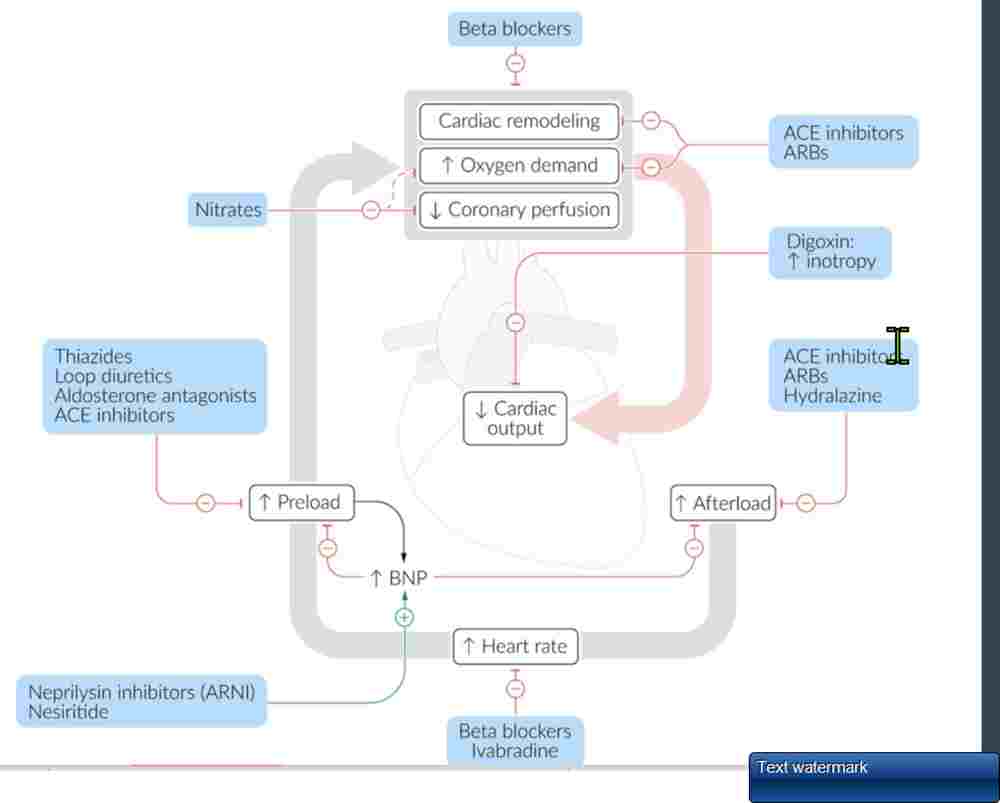 Beta blockers
Cardiac remodeling
↑ Oxygen demand
↓ Coronary perfusion
ACE inhibitors
ARBs
Nitrates
Digoxin:
↑ inotropy
Thiazides
Loop diuretics
Aldosterone antagonists
ACE inhibitors
ACE inhibitors
ARBs
Hydralazine
↓ Cardiac
output
↑ Preload
↑ Afterload
↑ BNP
↑ Heart rate
Neprilysin inhibitors (ARNI)
Nesiritide
Beta blockers
Ivabradine
Text watermark